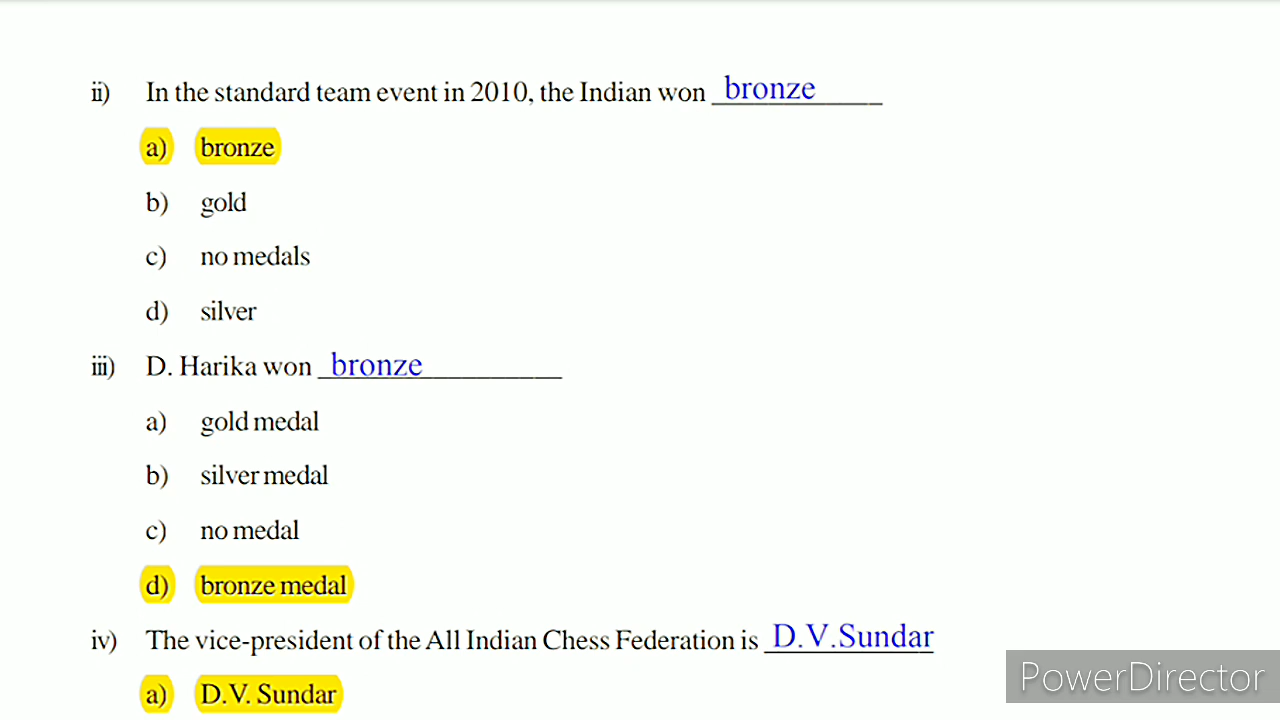 ii) In the standard team event in 2010, the Indian won bronze
a) bronze
b) gold
c) no medals
d) silver
iii) D. Harika won bronze
a) gold medal
b) silver medal
c) no medal
d) bronze medal
iv) The vice-president of the All Indian Chess Federation is D.V.Sundar
a) D.V. Sundar
PowerDirector